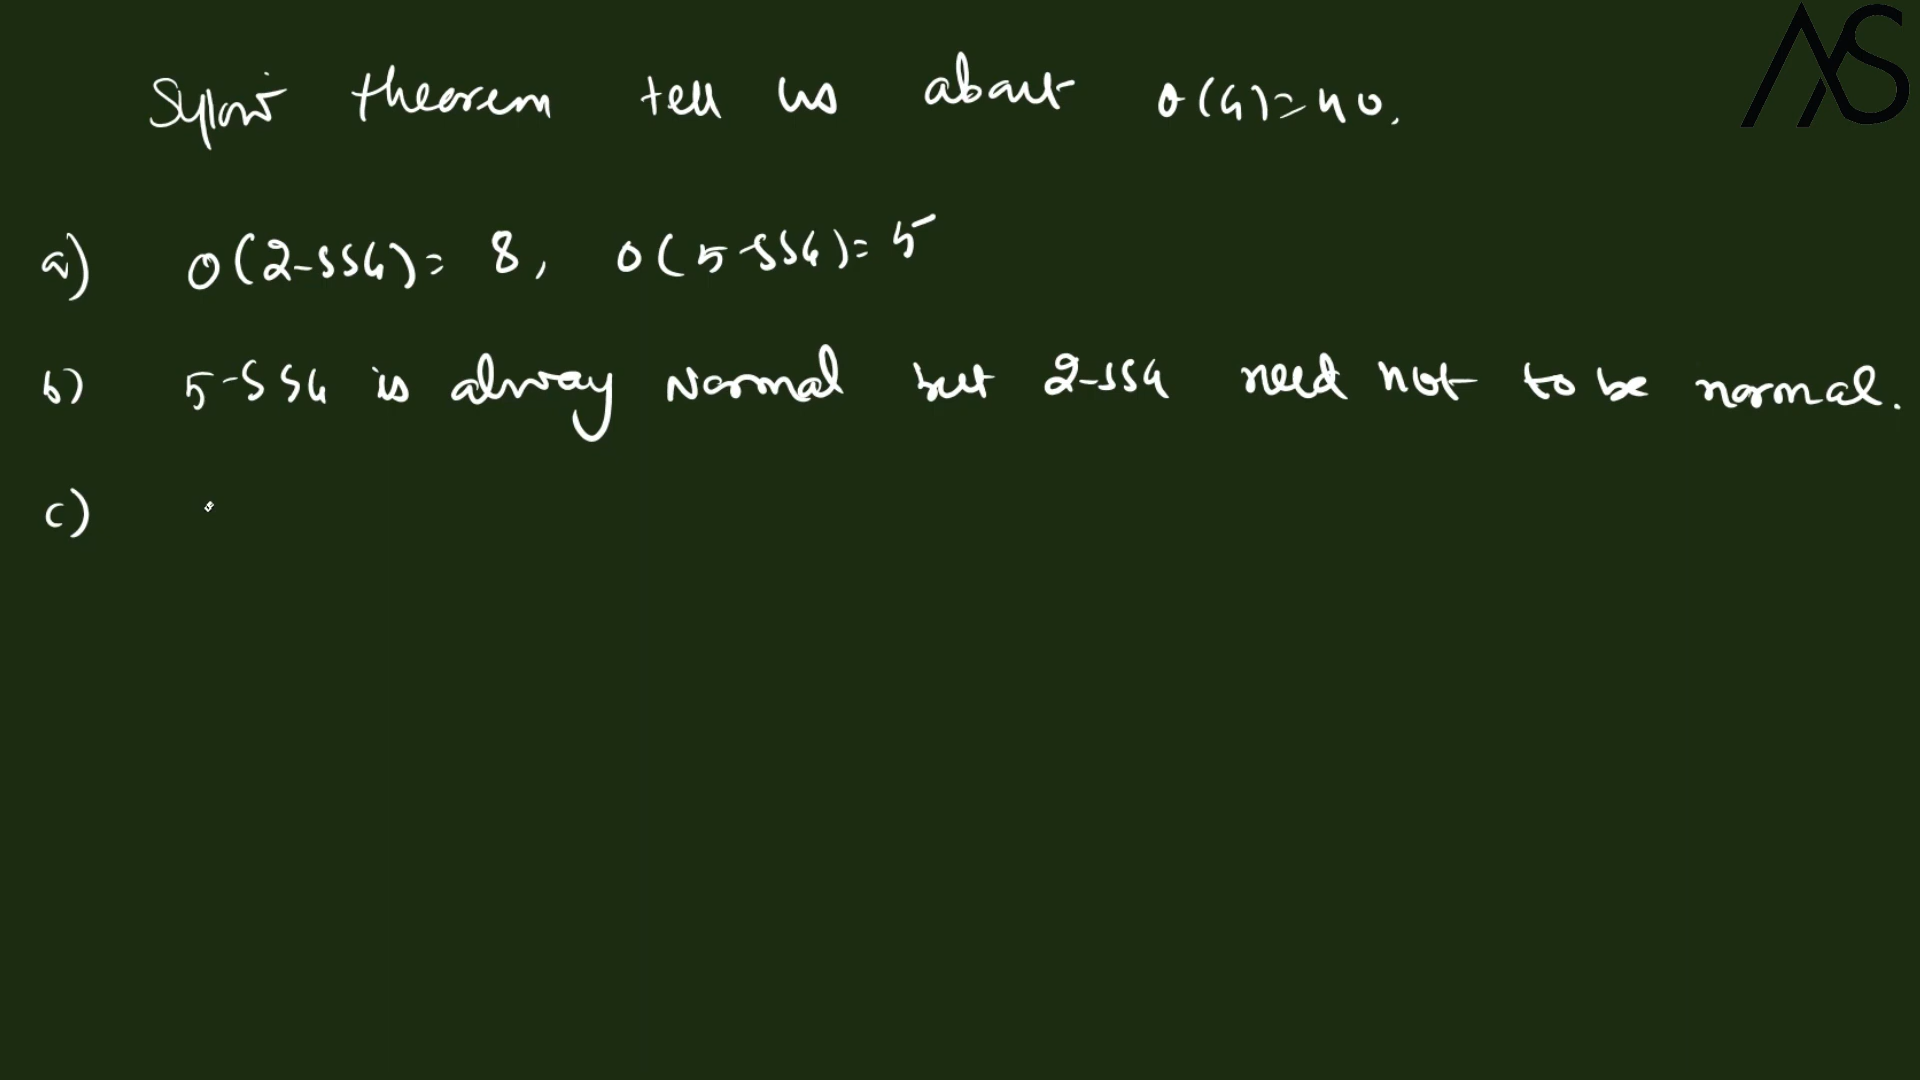 AS
Sylow theorem tell us about o(G)=40.
a) O(2-SSG)= 8, O(5-SSG)=5
b) 5-SSG is alway Normal but 2-SSG need not to be normal.
c)